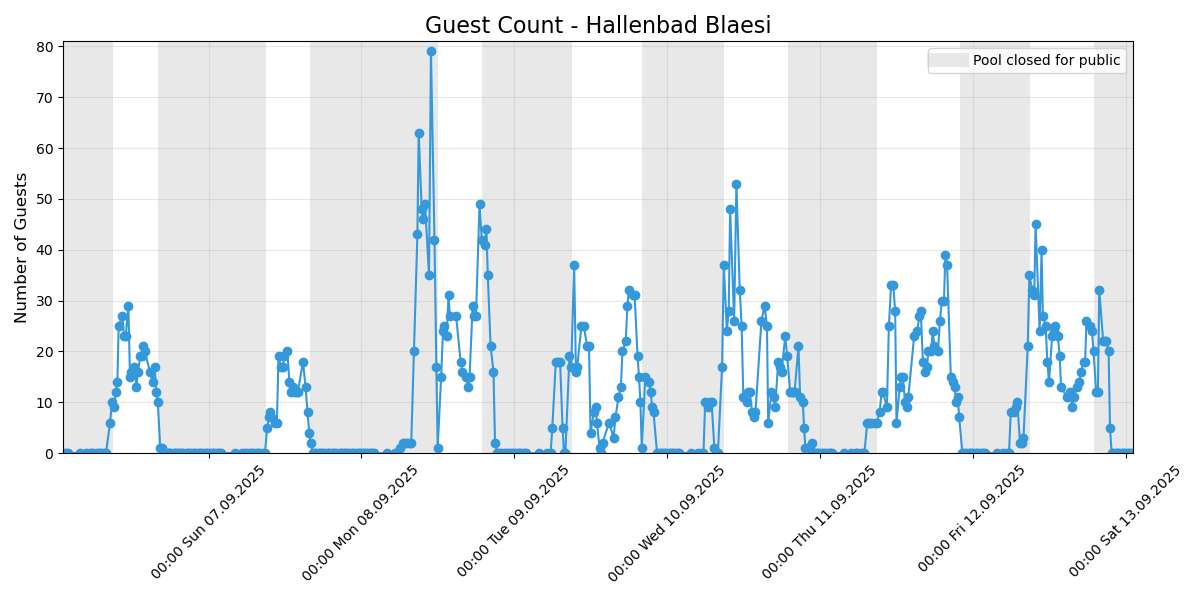 Guest Count - Hallenbad Blaesi
Pool closed for public
Number of Guests
80
70
60
50
40
30
20
10
0
00:00 Sun 07.09.2025
00:00 Mon 08.09.2025
00:00 Tue 09.09.2025
00:00 Wed 10.09.2025
00:00 Thu 11.09.2025
00:00 Fri 12.09.2025
00:00 Sat 13.09.2025